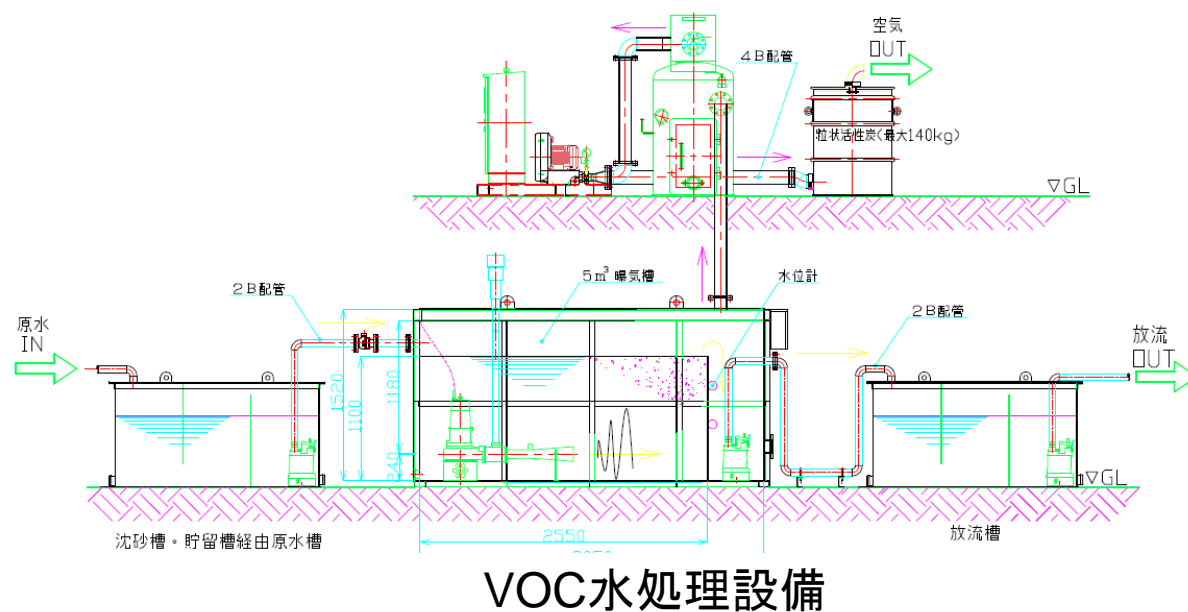 空気
OUT
4B配管
粒状活性炭(最大140kg)
▽GL
2B配管
5m³ 曝気槽
水位計
2B配管
原水
IN
放流
OUT
1520
1180
1100
240
▽GL
2550
沈砂槽。貯留槽経由原水槽
放流槽
VOC水処理設備